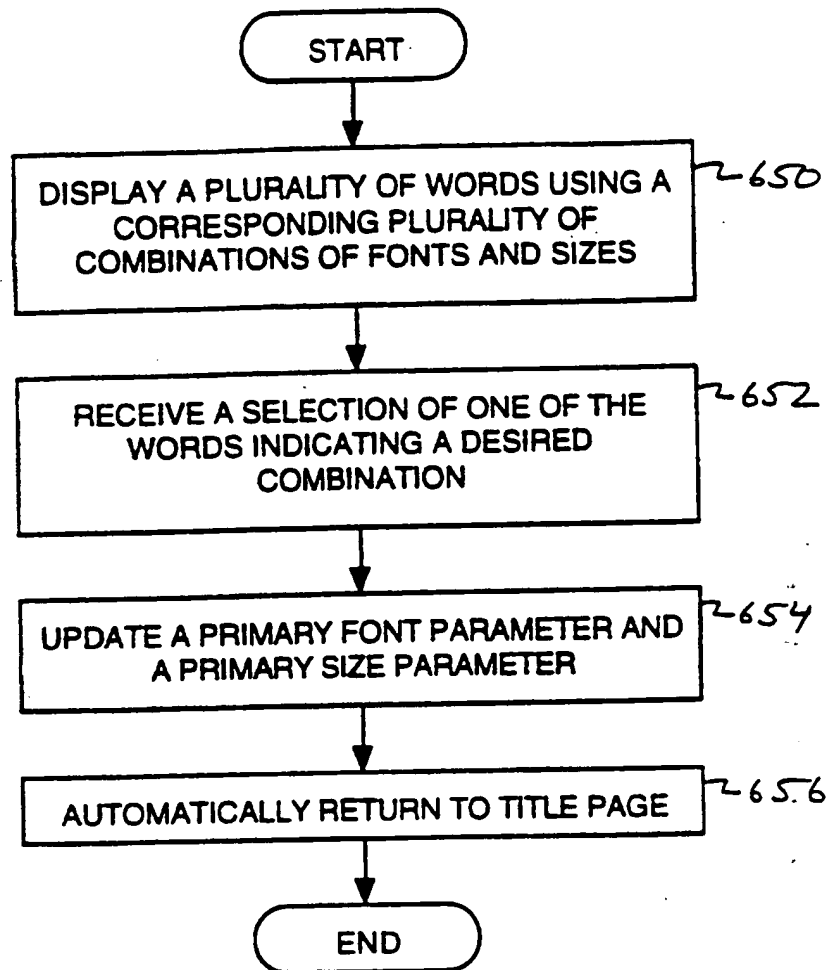 START
DISPLAY A PLURALITY OF WORDS USING A
CORRESPONDING PLURALITY OF
COMBINATIONS OF FONTS AND SIZES
650
RECEIVE A SELECTION OF ONE OF THE
WORDS INDICATING A DESIRED
COMBINATION
652
UPDATE A PRIMARY FONT PARAMETER AND
A PRIMARY SIZE PARAMETER
654
AUTOMATICALLY RETURN TO TITLE PAGE
656
END